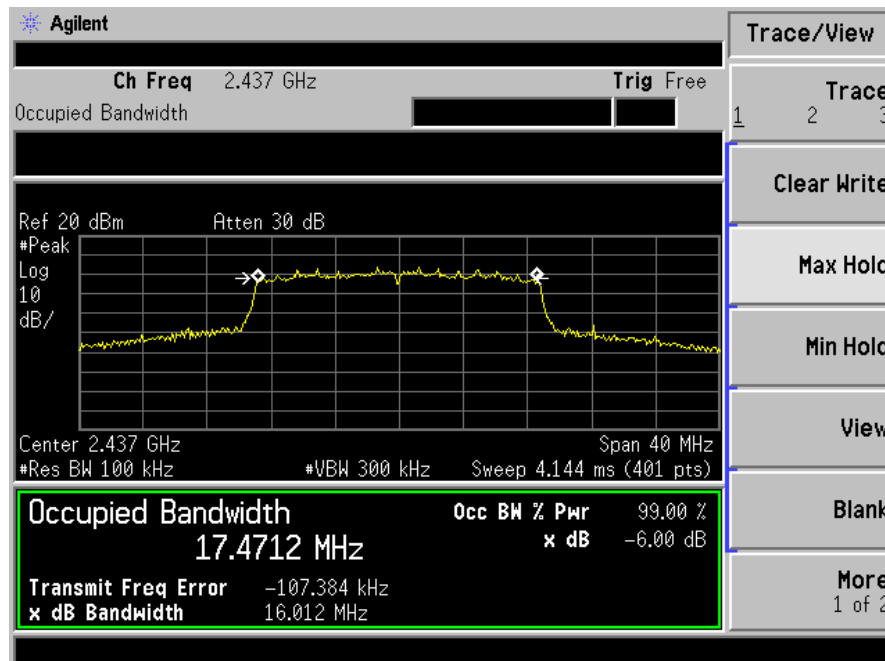 Agilent
Trace/View
Ch Freq 2.437 GHz Trig Free
Occupied Bandwidth
Trace
1 2 3
Clear Write
Max Hold
Min Hold
View
Blank
More
1 of 2
Ref 20 dBm Atten 30 dB
#Peak
Log
10
dB/
Center 2.437 GHz Span 40 MHz
#Res BW 100 kHz #VBW 300 kHz Sweep 4.144 ms (401 pts)
Occupied Bandwidth Occ BW % Pwr 99.00 %
17.4712 MHz x dB -6.00 dB
Transmit Freq Error -107.384 kHz
x dB Bandwidth 16.012 MHz